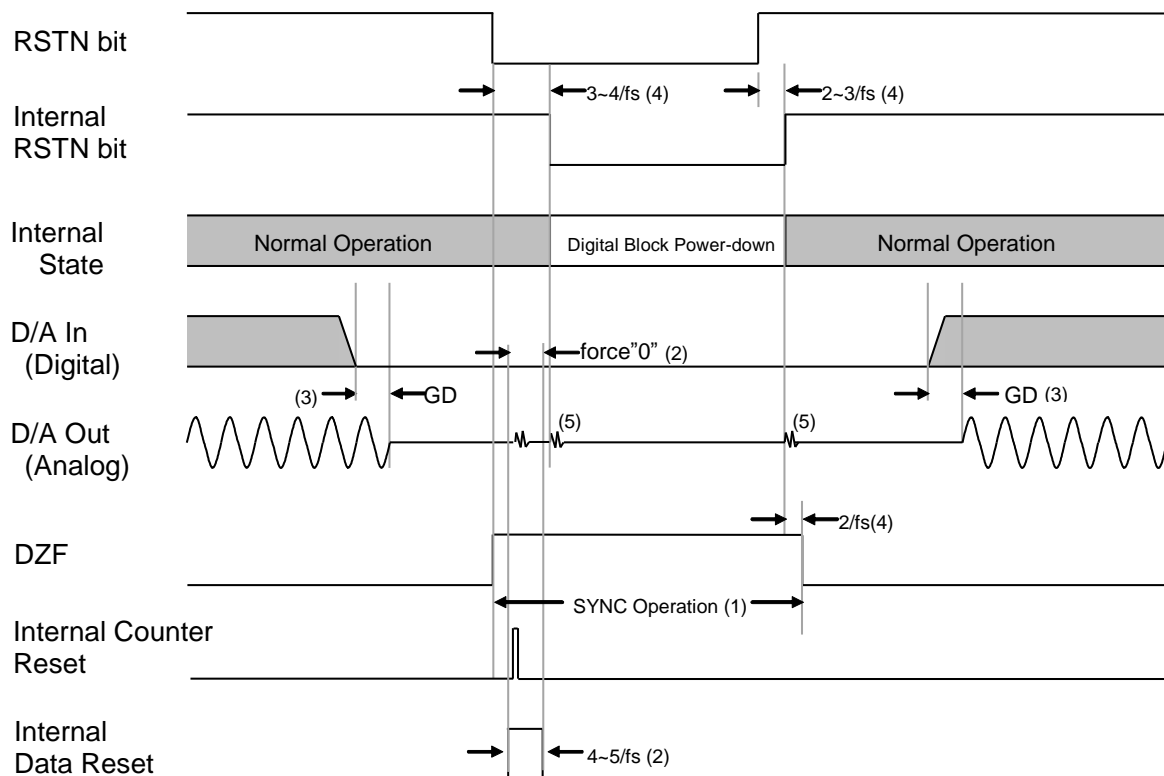 RSTN bit
3~4/fs (4)
2~3/fs (4)
Internal
RSTN bit
Internal
State
Normal Operation
Digital Block Power-down
Normal Operation
D/A In
(Digital)
force"0" (2)
(3)
GD
GD (3)
D/A Out
(Analog)
(5)
(5)
2/fs(4)
DZF
SYNC Operation (1)
Internal Counter
Reset
Internal
Data Reset
4~5/fs (2)